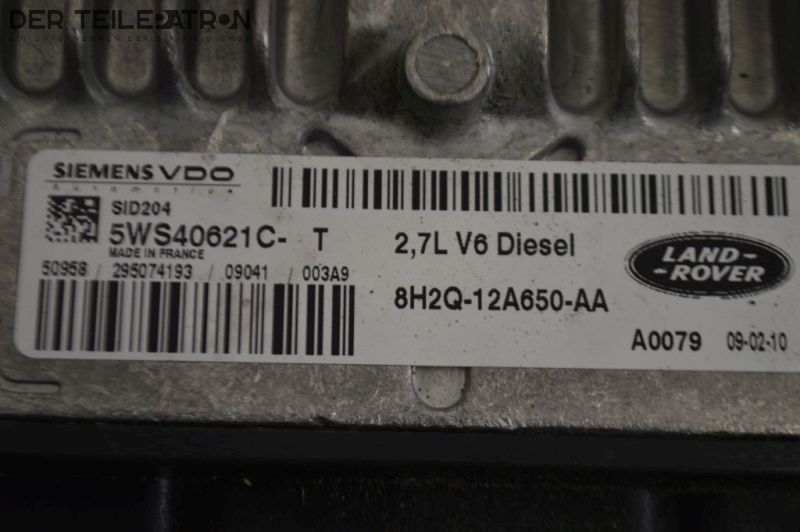 DER TEILEPATRON
SIEMENS VDO
Automotive
SID204
5WS40621C- T
MADE IN FRANCE
50958 / 295074193 / 09041 / 003A9
2,7L V6 Diesel
8H2Q-12A650-AA
LAND-
-ROVER
A0079 09-02-10